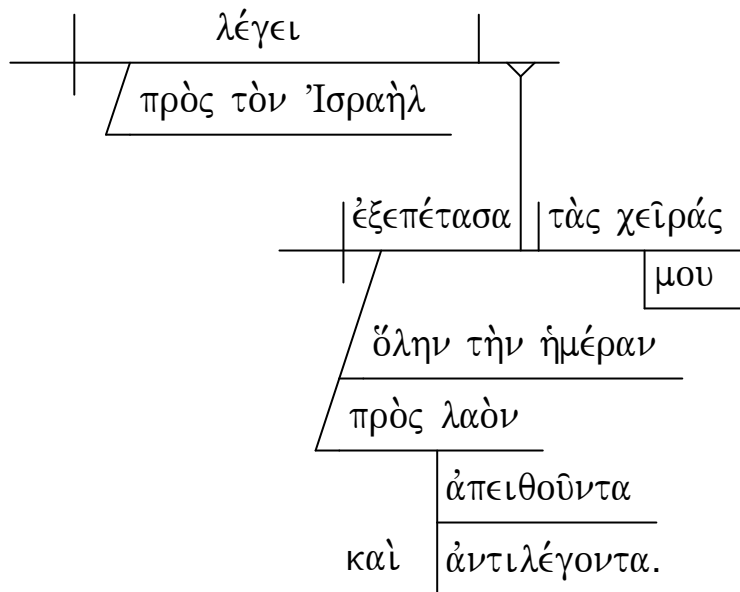 λέγει
πρὸς τὸν Ἰσραὴλ
ἐξεπέτασα τὰς χεῖράς
μου
ὅλην τὴν ἡμέραν
πρὸς λαὸν
ἀπειθοῦντα
καὶ ἀντιλέγοντα.